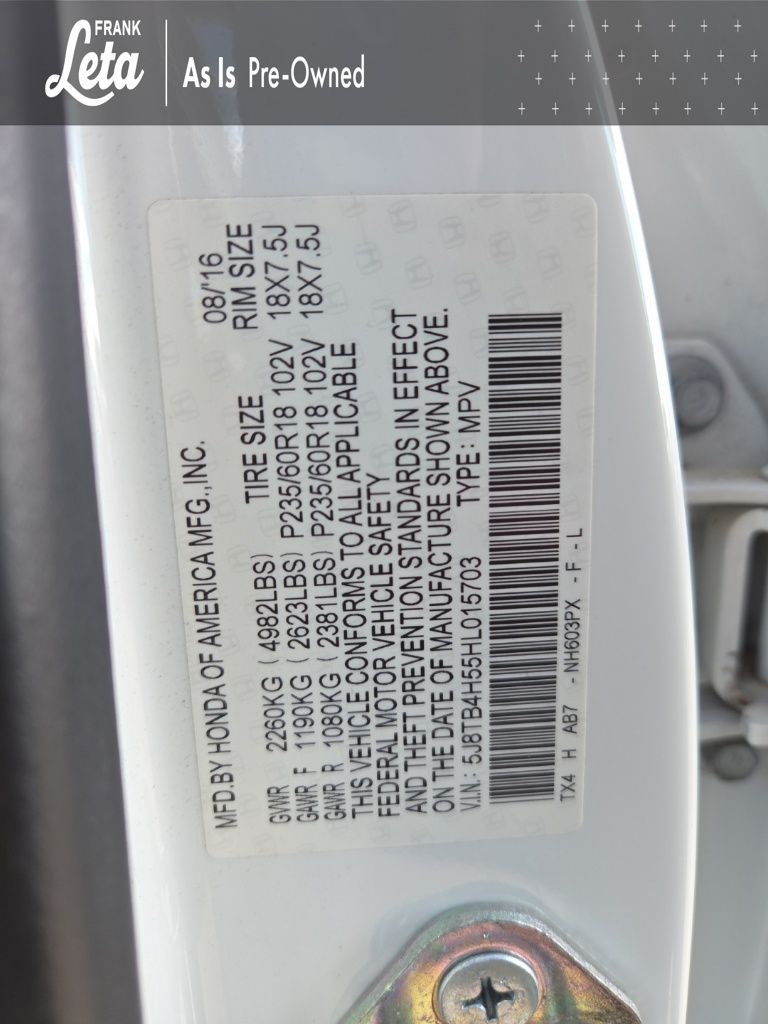 FRANK
Leta
As Is Pre-Owned
MFD. BY HONDA OF AMERICA MFG., INC. 08/'16
TIRE SIZE RIM SIZE
GVWR 2260KG ( 4982LBS)
GAWR F 1190KG ( 2623LBS) P235/60R18 102V 18X7.5J
GAWR R 1080KG ( 2381LBS) P235/60R18 102V 18X7.5J
THIS VEHICLE CONFORMS TO ALL APPLICABLE
FEDERAL MOTOR VEHICLE SAFETY
AND THEFT PREVENTION STANDARDS IN EFFECT
ON THE DATE OF MANUFACTURE SHOWN ABOVE.
V.I.N.: 5J8TB4H55HL015703 TYPE: MPV
TX4 H AB7 - NH603PX - F - L